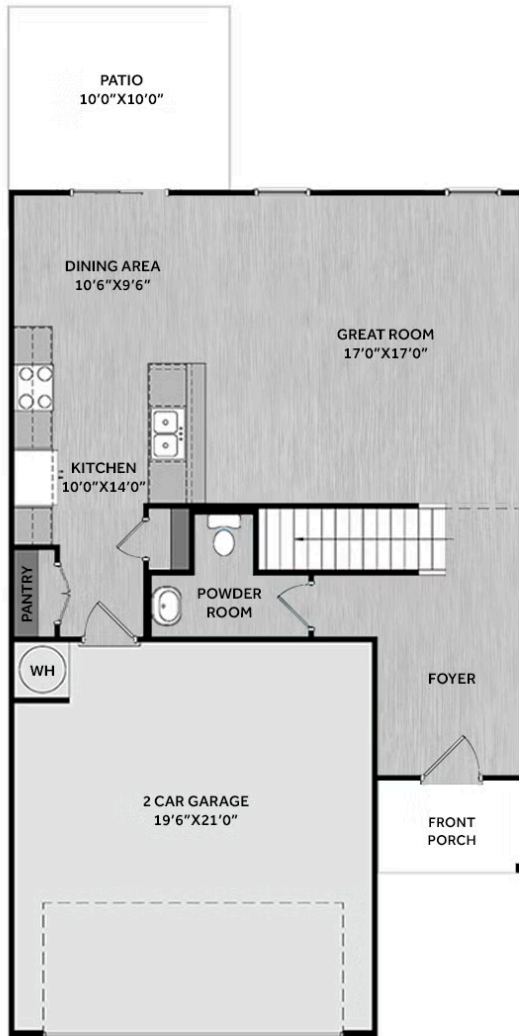 PATIO
10'0"X10'0"
DINING AREA
10'6"X9'6"
GREAT ROOM
17'0"X17'0"
KITCHEN
10'0"X14'0"
PANTRY
POWDER
ROOM
WH
FOYER
2 CAR GARAGE
19'6"X21'0"
FRONT
PORCH